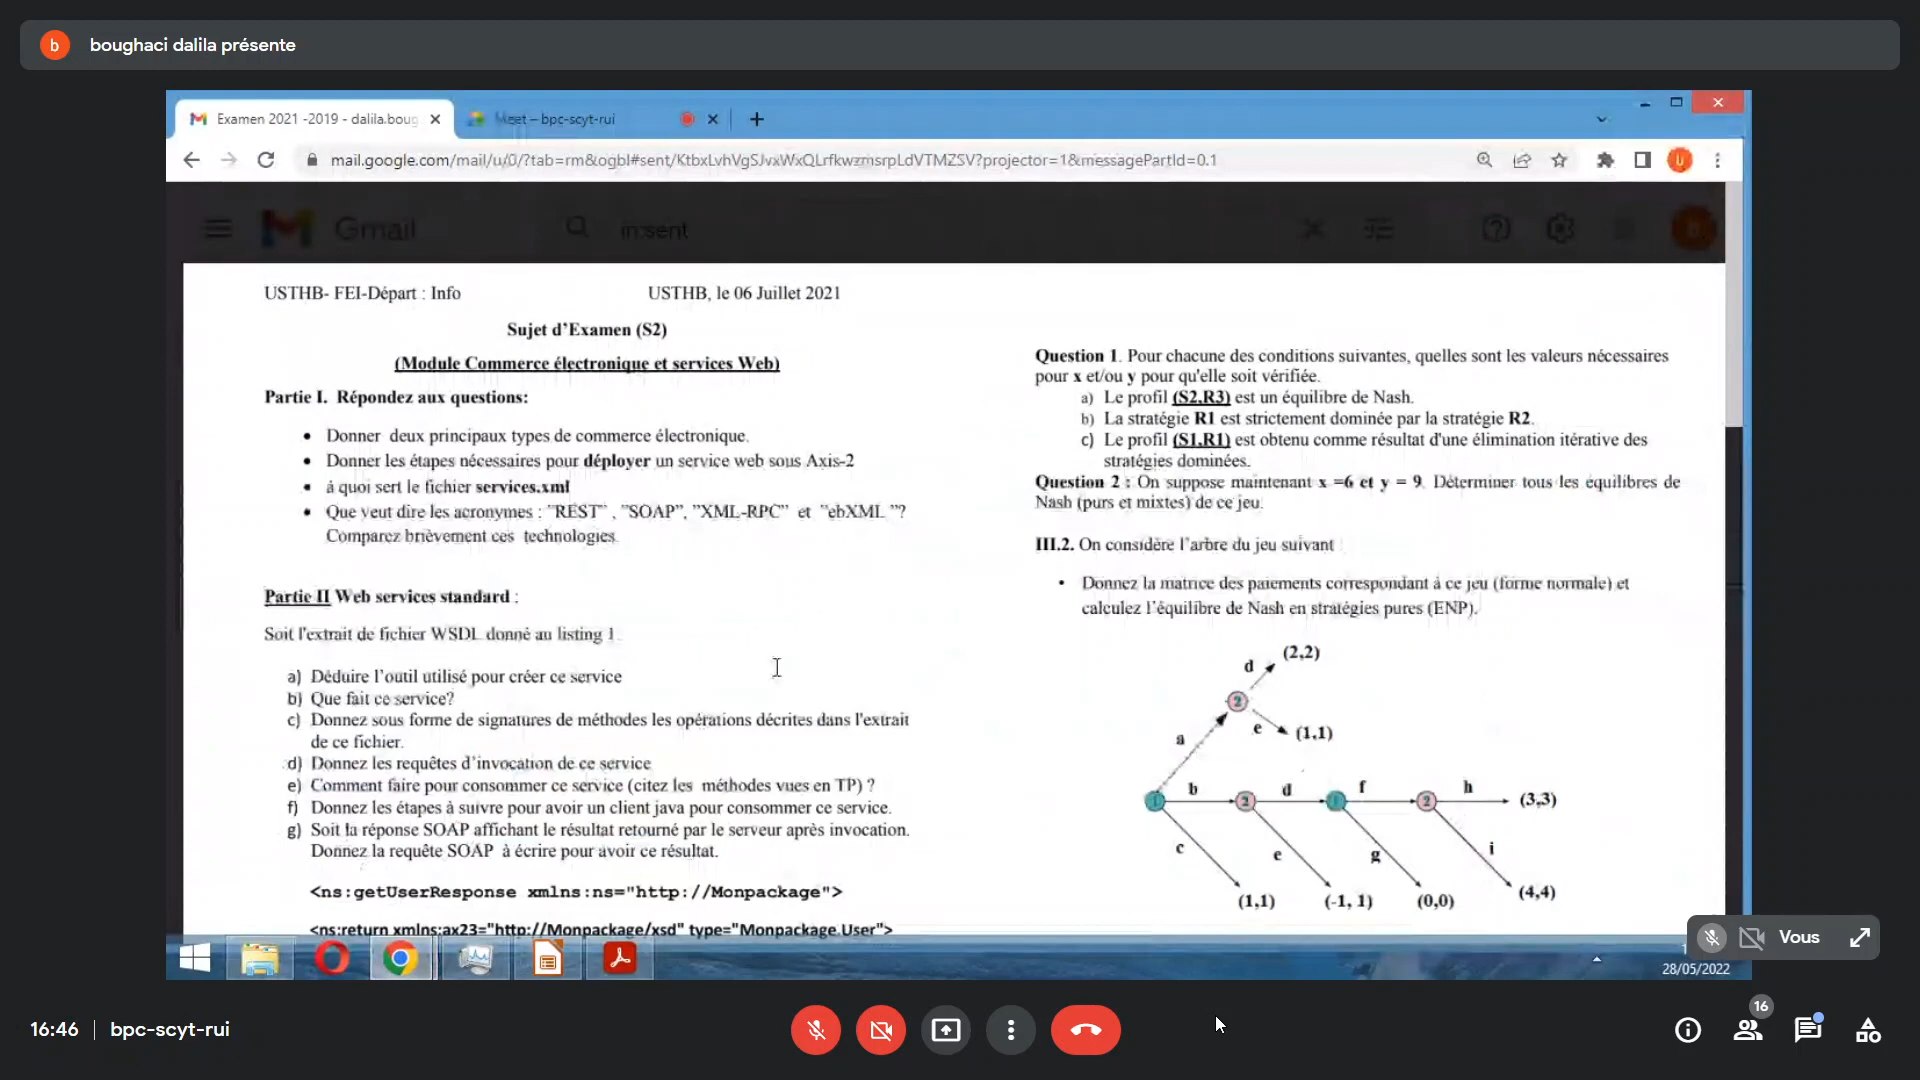 b boughaci dalila présente
Examen 2021 -2019 - dalila.boug
Meet – bpc-scyt-rui
mail.google.com/mail/u/0/?tab=rm&ogbl#sent/KtbxLvhVgSJvxWxQLrfkwzmsrpLdVTMZSV?projector=1&messagePartId=0.1
Gmail
in:sent
USTHB- FEI-Départ : Info USTHB, le 06 Juillet 2021
Sujet d'Examen (S2)
(Module Commerce électronique et services Web)
Partie I. Répondez aux questions:
• Donner deux principaux types de commerce électronique.
• Donner les étapes nécessaires pour déployer un service web sous Axis-2
• à quoi sert le fichier services.xml
• Que veut dire les acronymes : "REST" , "SOAP", "XML-RPC" et "ebXML "?
Comparez brièvement ces technologies.
Partie II Web services standard :
Soit l'extrait de fichier WSDL donné au listing 1.
a) Déduire l'outil utilisé pour créer ce service
b) Que fait ce service?
c) Donnez sous forme de signatures de méthodes les opérations décrites dans l'extrait
de ce fichier.
d) Donnez les requêtes d'invocation de ce service
e) Comment faire pour consommer ce service (citez les méthodes vues en TP) ?
f) Donnez les étapes à suivre pour avoir un client java pour consommer ce service.
g) Soit la réponse SOAP affichant le résultat retourné par le serveur après invocation.
Donnez la requête SOAP à écrire pour avoir ce résultat.
<ns:getUserResponse xmlns:ns="http://Monpackage">
<ns:return xmlns:ax23="http://Monpackage/xsd" type="Monpackage.User">
Question 1. Pour chacune des conditions suivantes, quelles sont les valeurs nécessaires
pour x et/ou y pour qu'elle soit vérifiée.
a) Le profil (S2,R3) est un équilibre de Nash.
b) La stratégie R1 est strictement dominée par la stratégie R2.
c) Le profil (S1,R1) est obtenu comme résultat d'une élimination itérative des
stratégies dominées.
Question 2 : On suppose maintenant x =6 et y = 9. Déterminer tous les équilibres de
Nash (purs et mixtes) de ce jeu.
III.2. On considère l'arbre du jeu suivant :
• Donnez la matrice des paiements correspondant à ce jeu (forme normale) et
calculez l'équilibre de Nash en stratégies pures (ENP).
d (2,2)
2
a e (1,1)
b d f h
1 2 1 2 (3,3)
c e g i
(1,1) (-1, 1) (0,0) (4,4)
Vous
28/05/2022
16:46 | bpc-scyt-rui
16